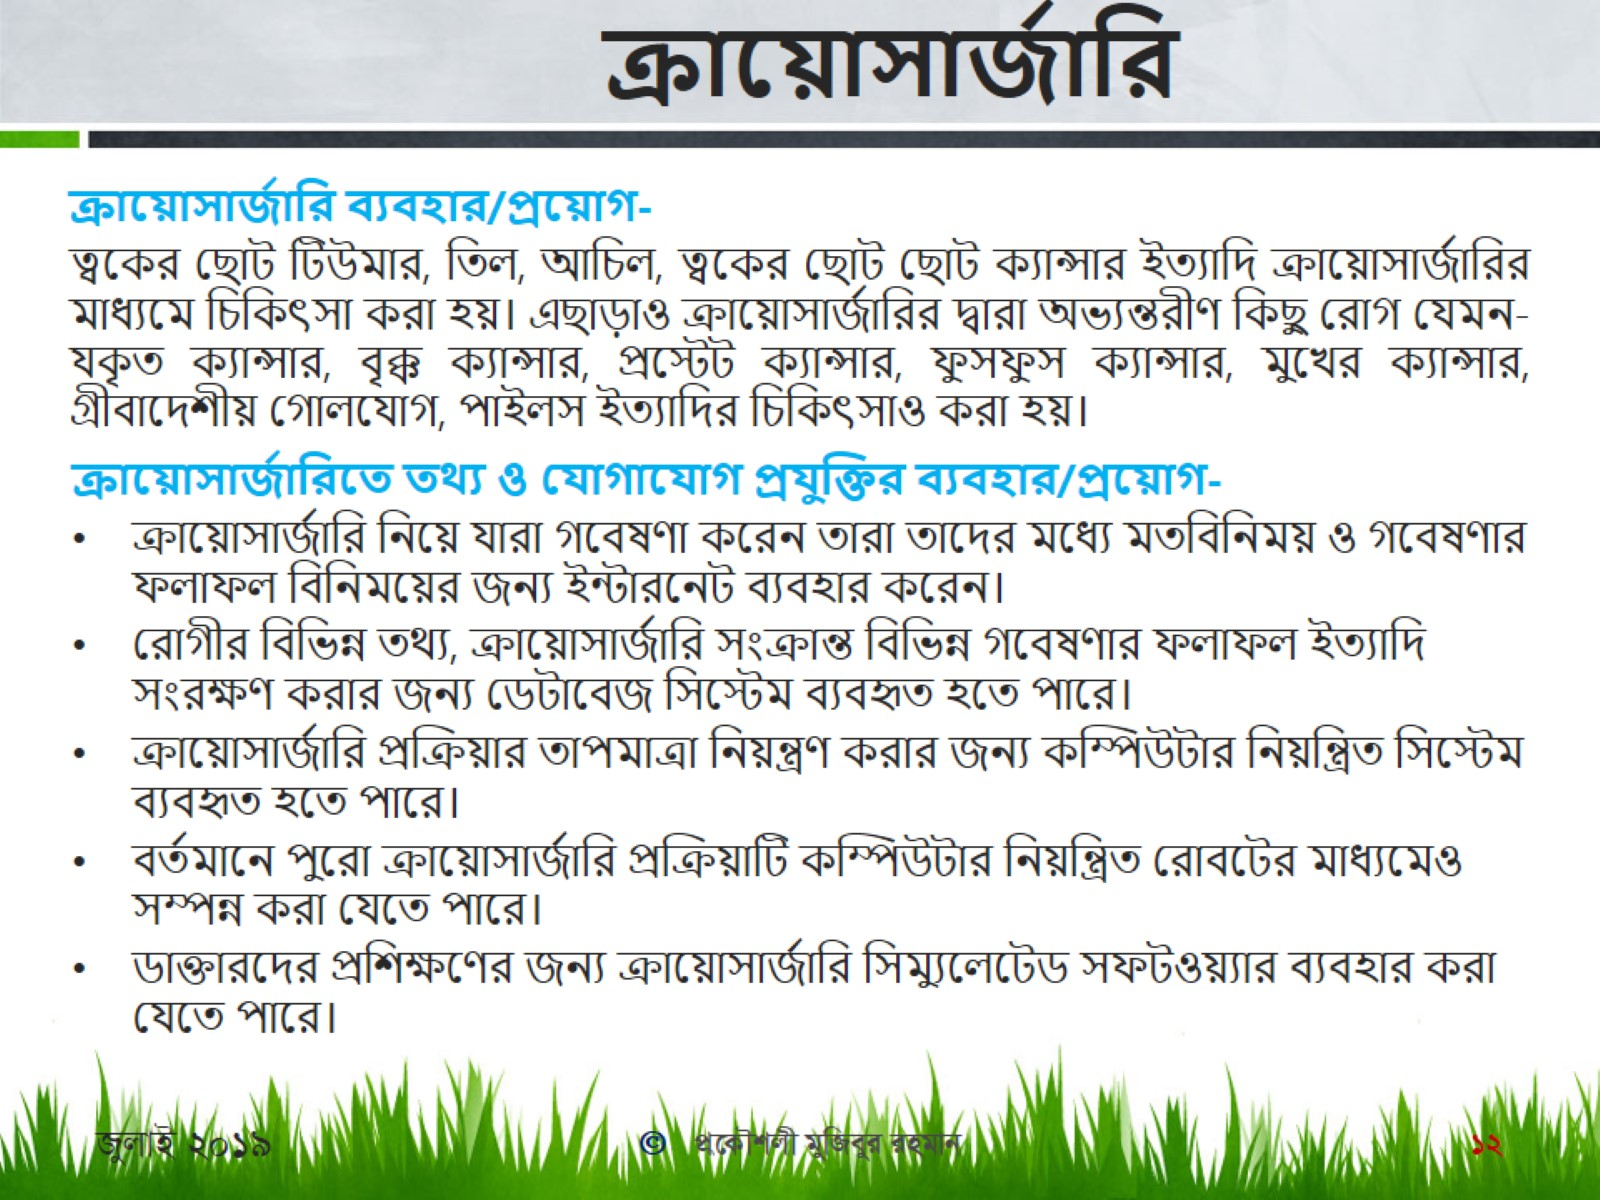 ক্রায়োসার্জারি
ক্রায়োসার্জারি ব্যবহার/প্রয়োগ-
ত্বকের ছোট টিউমার, তিল, আচিল, ত্বকের ছোট ছোট ক্যান্সার ইত্যাদি ক্রায়োসার্জারির
মাধ্যমে চিকিৎসা করা হয়। এছাড়াও ক্রায়োসার্জারির দ্বারা অভ্যন্তরীণ কিছু রোগ যেমন-
যকৃত ক্যান্সার, বৃক্ক ক্যান্সার, প্রস্টেট ক্যান্সার, ফুসফুস ক্যান্সার, মুখের ক্যান্সার,
গ্রীবাদেশীয় গোলযোগ, পাইলস ইত্যাদির চিকিৎসাও করা হয়।
ক্রায়োসার্জারিতে তথ্য ও যোগাযোগ প্রযুক্তির ব্যবহার/প্রয়োগ-
• ক্রায়োসার্জারি নিয়ে যারা গবেষণা করেন তারা তাদের মধ্যে মতবিনিময় ও গবেষণার
ফলাফল বিনিময়ের জন্য ইন্টারনেট ব্যবহার করেন।
• রোগীর বিভিন্ন তথ্য, ক্রায়োসার্জারি সংক্রান্ত বিভিন্ন গবেষণার ফলাফল ইত্যাদি
সংরক্ষণ করার জন্য ডেটাবেজ সিস্টেম ব্যবহৃত হতে পারে।
• ক্রায়োসার্জারি প্রক্রিয়ার তাপমাত্রা নিয়ন্ত্রণ করার জন্য কম্পিউটার নিয়ন্ত্রিত সিস্টেম
ব্যবহৃত হতে পারে।
• বর্তমানে পুরো ক্রায়োসার্জারি প্রক্রিয়াটি কম্পিউটার নিয়ন্ত্রিত রোবটের মাধ্যমেও
সম্পন্ন করা যেতে পারে।
• ডাক্তারদের প্রশিক্ষণের জন্য ক্রায়োসার্জারি সিম্যুলেটেড সফটওয়্যার ব্যবহার করা
যেতে পারে।
জুলাই ২০১৯ © প্রকৌশলী মুজিবুর রহমান ১২